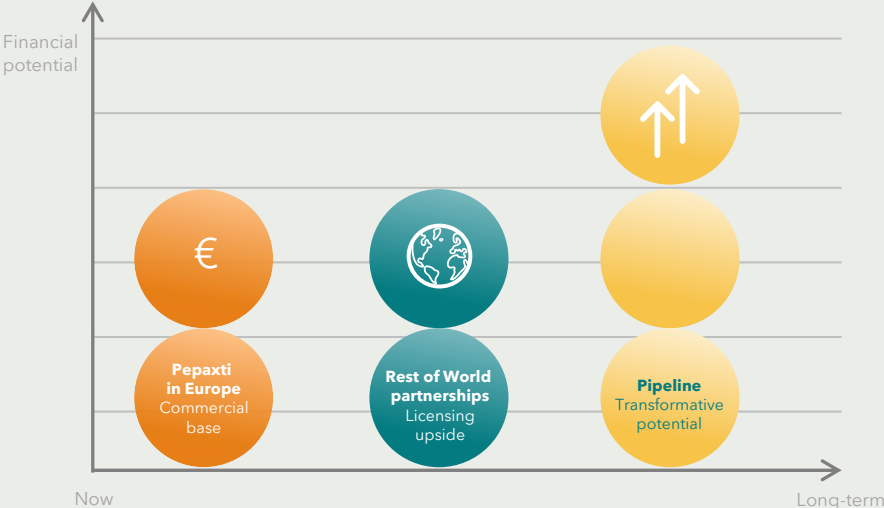 Financial
potential
€
Pepaxti
in Europe
Commercial
base
Rest of World
partnerships
Licensing
upside
Pipeline
Transformative
potential
Now
Long-term